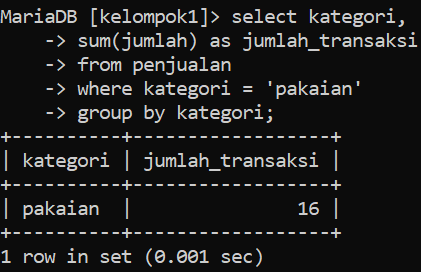 MariaDB [kelompok1]> select kategori,
    -> sum(jumlah) as jumlah_transaksi
    -> from penjualan
    -> where kategori = 'pakaian'
    -> group by kategori;
+----------+------------------+
| kategori | jumlah_transaksi |
+----------+------------------+
| pakaian  |               16 |
+----------+------------------+
1 row in set (0.001 sec)